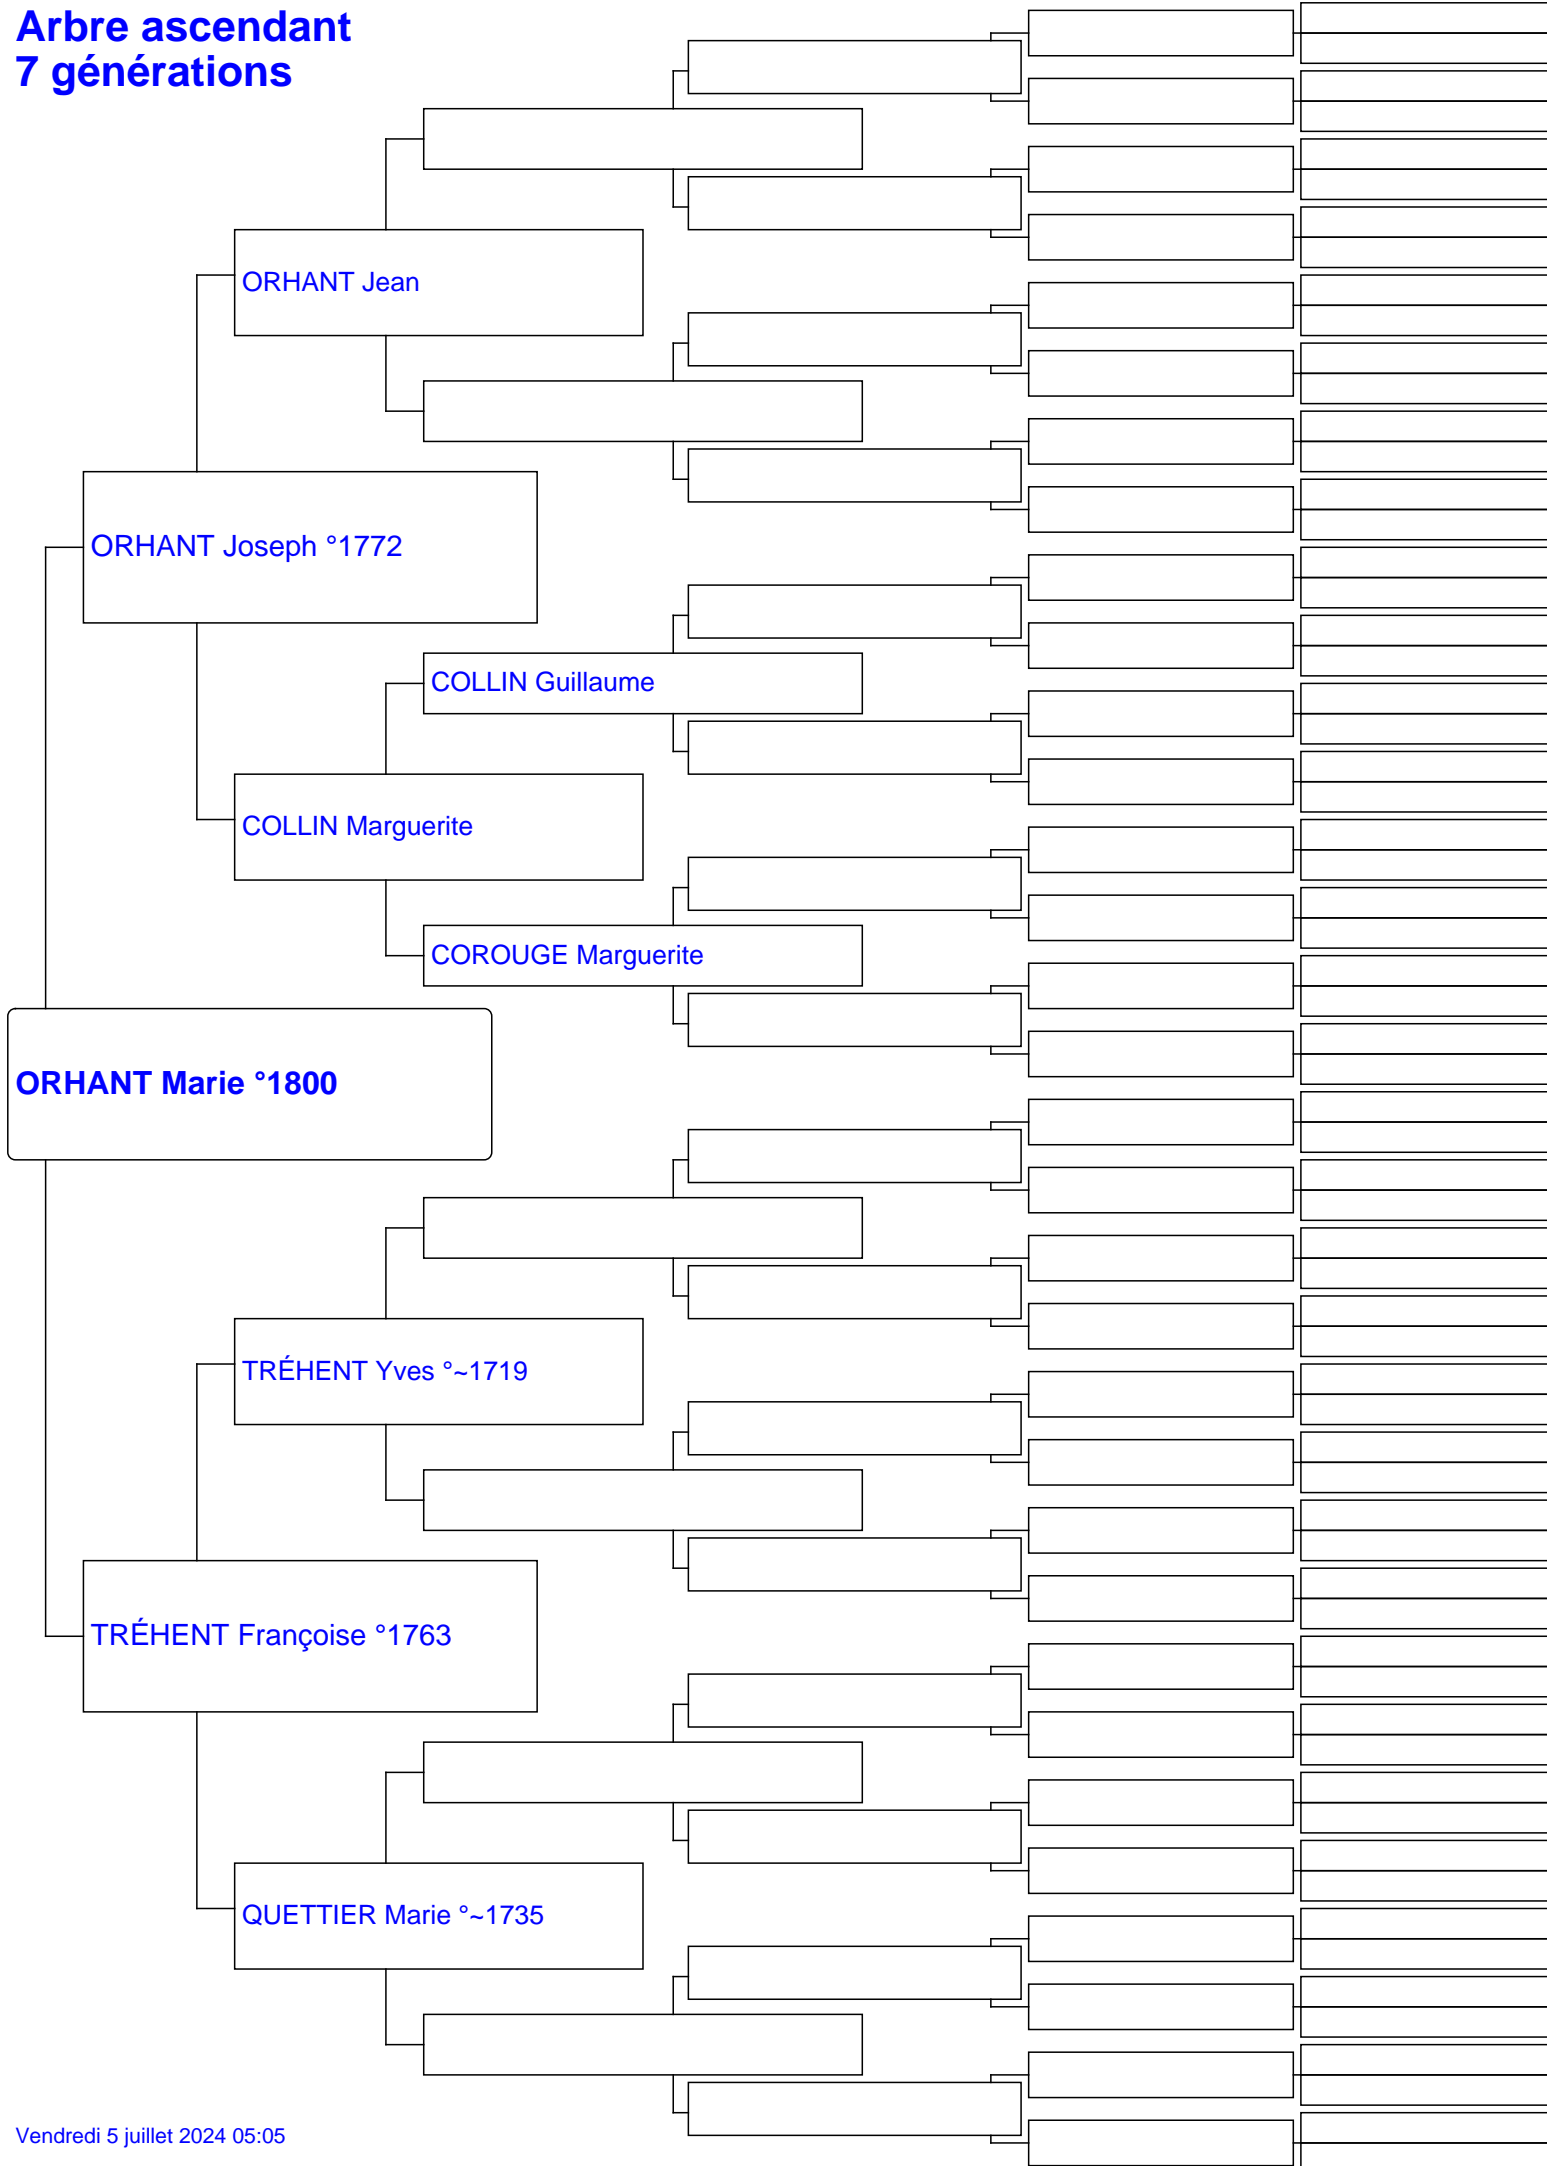 Arbre ascendant
7 générations
ORHANT Jean
ORHANT Joseph °1772
COLLIN Guillaume
COLLIN Marguerite
COROUGE Marguerite
ORHANT Marie °1800
TRÉHENT Yves °~1719
TRÉHENT Françoise °1763
QUETTIER Marie °~1735
Vendredi 5 juillet 2024 05:05